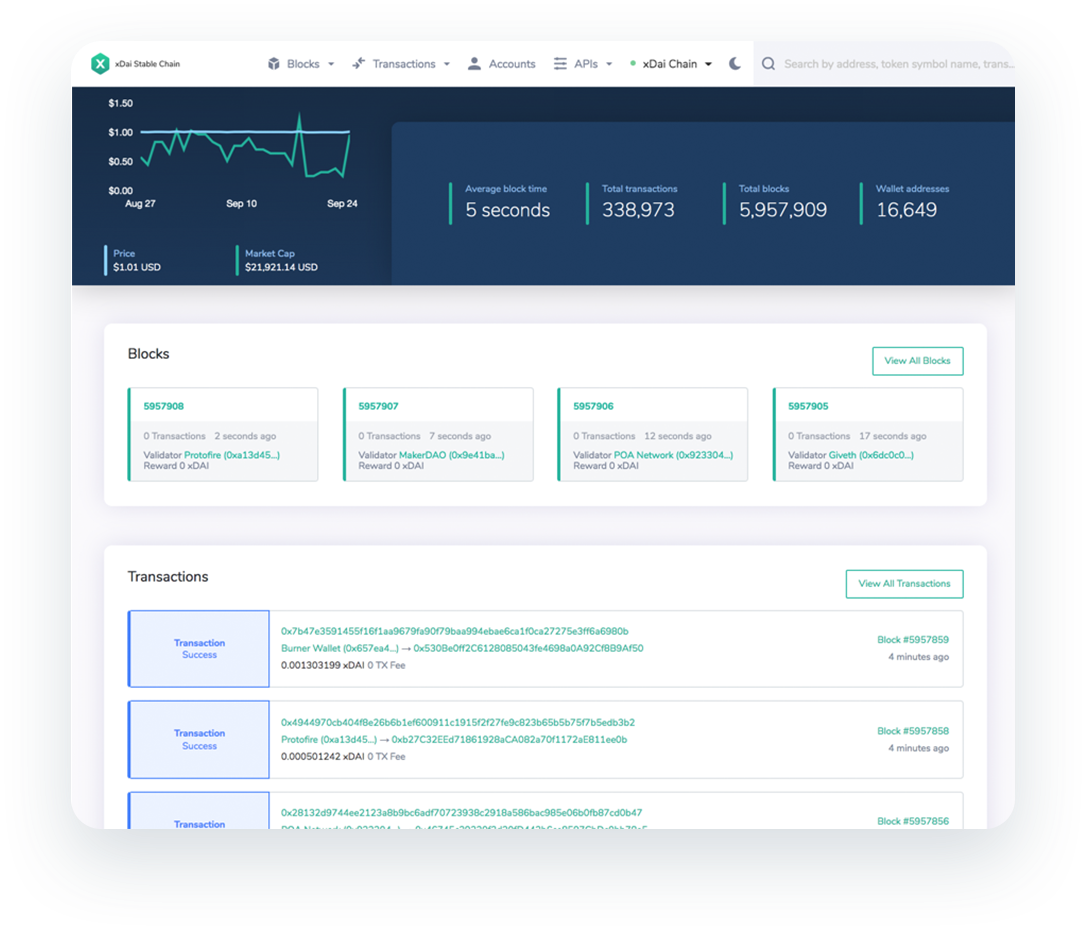 xDai Stable Chain
Blocks Transactions Accounts APIs xDai Chain
Search by address, token symbol name, trans...
$1.50
$1.00
$0.50
$0.00
Aug 27 Sep 10 Sep 24
Price
$1.01 USD
Market Cap
$21,921.14 USD
Average block time
5 seconds
Total transactions
338,973
Total blocks
5,957,909
Wallet addresses
16,649
Blocks
View All Blocks
5957908
0 Transactions 2 seconds ago
Validator Protofire (0xa13d45...)
Reward 0 xDAI
5957907
0 Transactions 7 seconds ago
Validator MakerDAO (0x9e41ba...)
Reward 0 xDAI
5957906
0 Transactions 12 seconds ago
Validator POA Network (0x923304...)
Reward 0 xDAI
5957905
0 Transactions 17 seconds ago
Validator Giveth (0x6dc0c0...)
Reward 0 xDAI
Transactions
View All Transactions
Transaction
Success
0x7b47e3591455f16f1aa9679fa90f79baa994ebae6ca1f0ca27275e3ff6a6980b
Burner Wallet (0x657ea4...) → 0x5308e0ff2C6128085043fe4698a0A92Cf8B9Af50
0.001303199 xDAI 0 TX Fee
Block #5957859
4 minutes ago
Transaction
Success
0x4944970cb404f8e26b6b1ef600911c1915f2f27fe9c823b65b5b75f7b5edb3b2
Protofire (0xa13d45...) → 0xb27C32EEd71861928aCA082a70f1172aE811ee0b
0.000501242 xDAI 0 TX Fee
Block #5957858
4 minutes ago
Transaction
0x28132d9744ee2123a8b9bc6adf70723938c2918a586bac985e06b0fb87cd0b47
Block #5957856